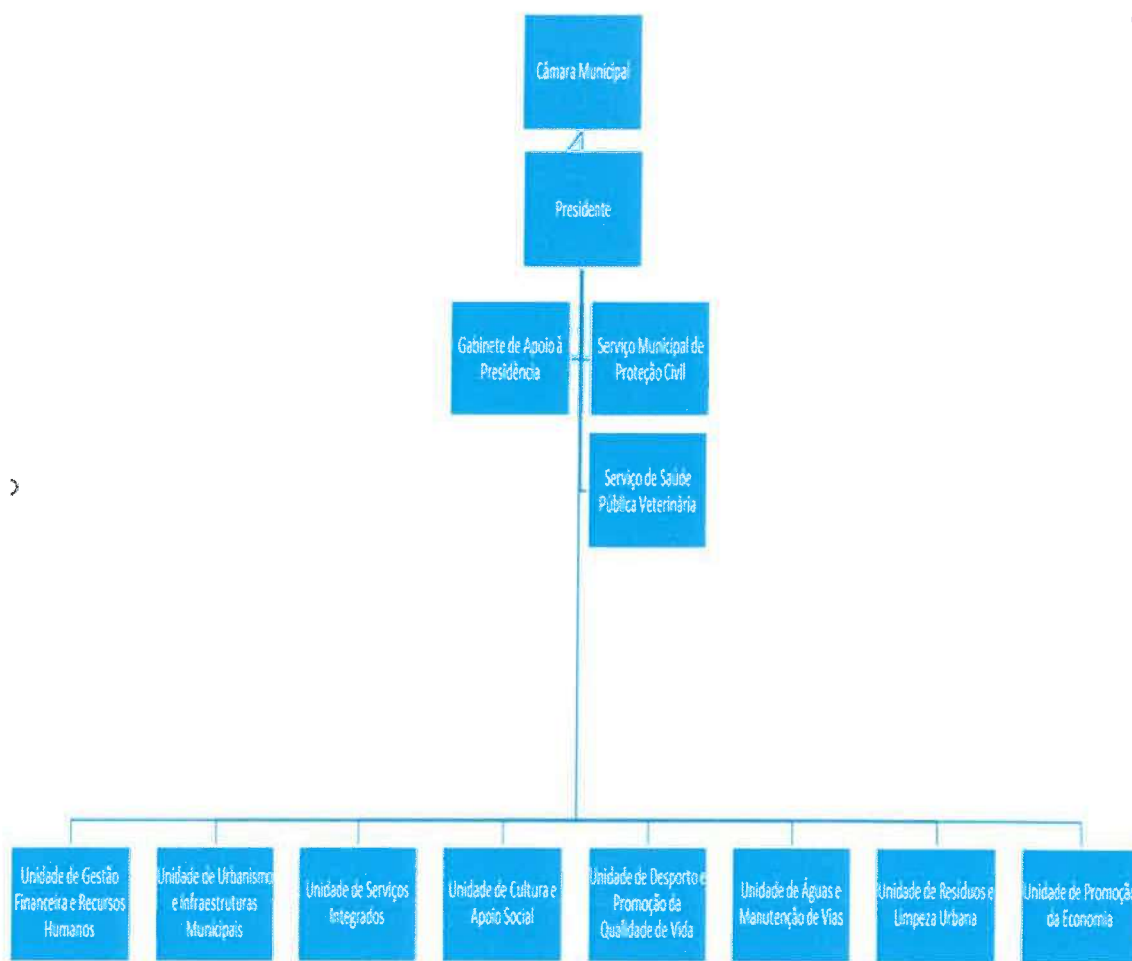 Câmara Municipal
Presidente
Gabinete de Apoio à
Presidência
Serviço Municipal de
Proteção Civil
Serviço de Saúde
Pública Veterinária
Unidade de Gestão
Financeira e Recursos
Humanos
Unidade de Urbanismo
e Infraestruturas
Municipais
Unidade de Serviços
Integrados
Unidade de Cultura e
Apoio Social
Unidade de Desporto e
Promoção da
Qualidade de Vida
Unidade de Águas e
Manutenção de Vias
Unidade de Resíduos e
Limpeza Urbana
Unidade de Promoção
da Economia